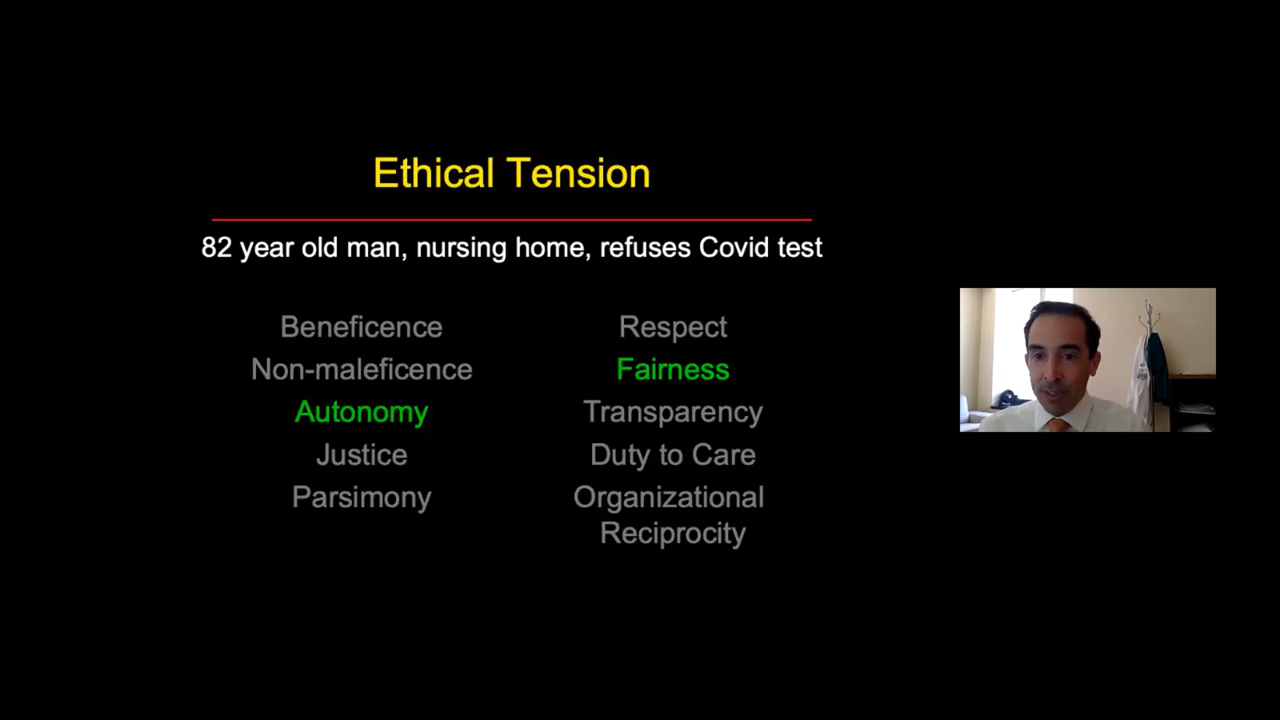 Ethical Tension
82 year old man, nursing home, refuses Covid test
Beneficence
Non-maleficence
Autonomy
Justice
Parsimony
Respect
Fairness
Transparency
Duty to Care
Organizational
Reciprocity